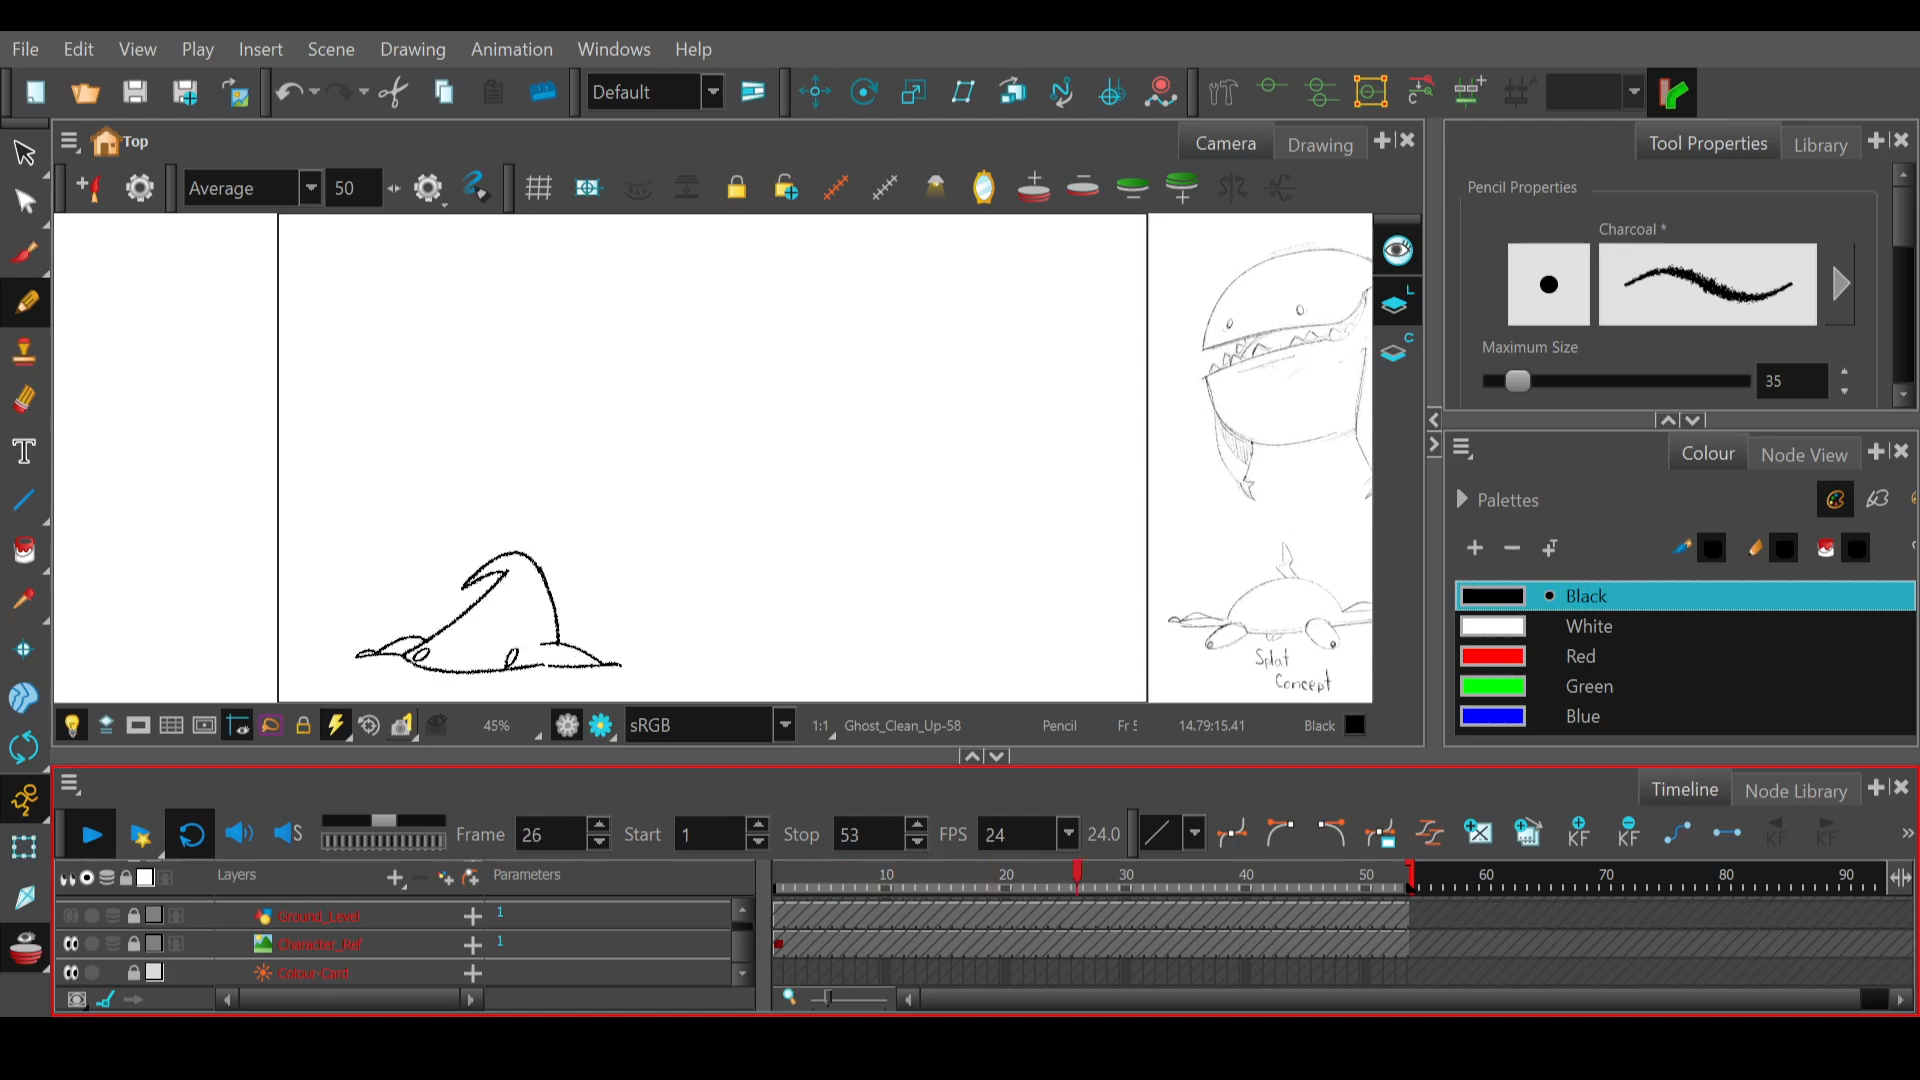 File Edit View Play Insert Scene Drawing Animation Windows Help
Default
Top
Camera Drawing
Average 50
Tool Properties Library
Pencil Properties
Charcoal *
Maximum Size
35
Colour Node View
Palettes
Black
White
Red
Green
Blue
Splat
Concept
45% sRGB 1:1 Ghost_Clean_Up-58 Pencil Fr 5 14.79:15.41 Black
Timeline Node Library
Frame 26 Start 1 Stop 53 FPS 24 24.0
Layers Parameters 10 20 30 40 50 60 70 80 90
Ground_Level 1
Character_Ref 1
Colour-Card